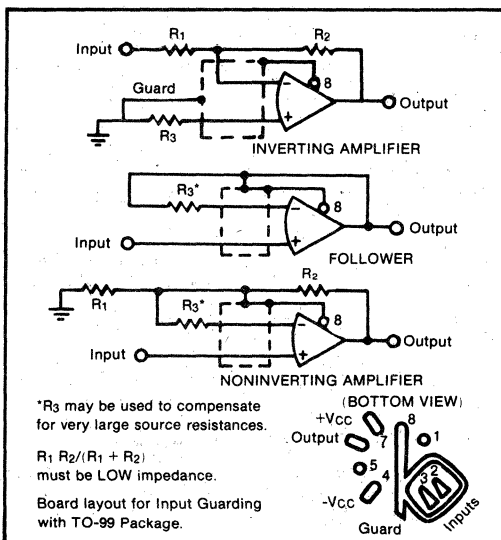 R1
R2
Input
Guard
8
Output
R3
INVERTING AMPLIFIER
R3*
8
Output
Input
FOLLOWER
R1
R2
R3*
8
Output
Input
NONINVERTING AMPLIFIER
*R3 may be used to compensate
for very large source resistances.
R1 R2/(R1 + R2)
must be LOW impedance.
Board layout for Input Guarding
with TO-99 Package.
(BOTTOM VIEW)
+VCC
8
Output
7
1
5
4
3 2
-VCC
Inputs
Guard